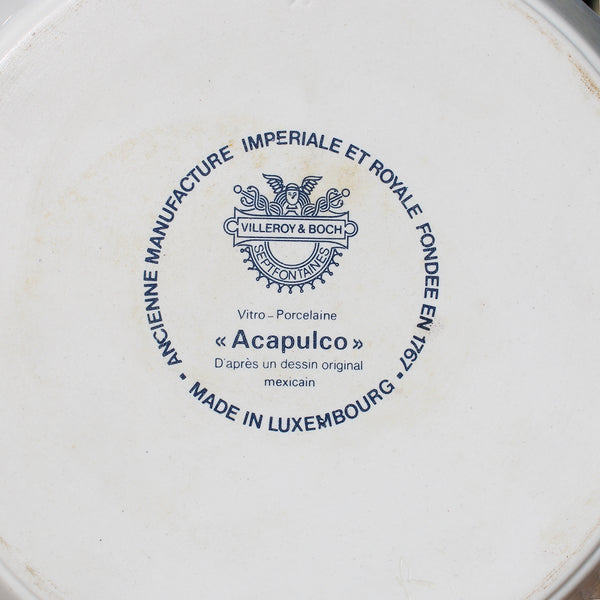 ANCIENNE MANUFACTURE IMPERIALE ET ROYALE FONDEE EN 1767
VILLEROY & BOCH
SEPTFONTAINES
Vitro-Porcelaine
« Acapulco »
D'après un dessin original
mexicain
• MADE IN LUXEMBOURG •